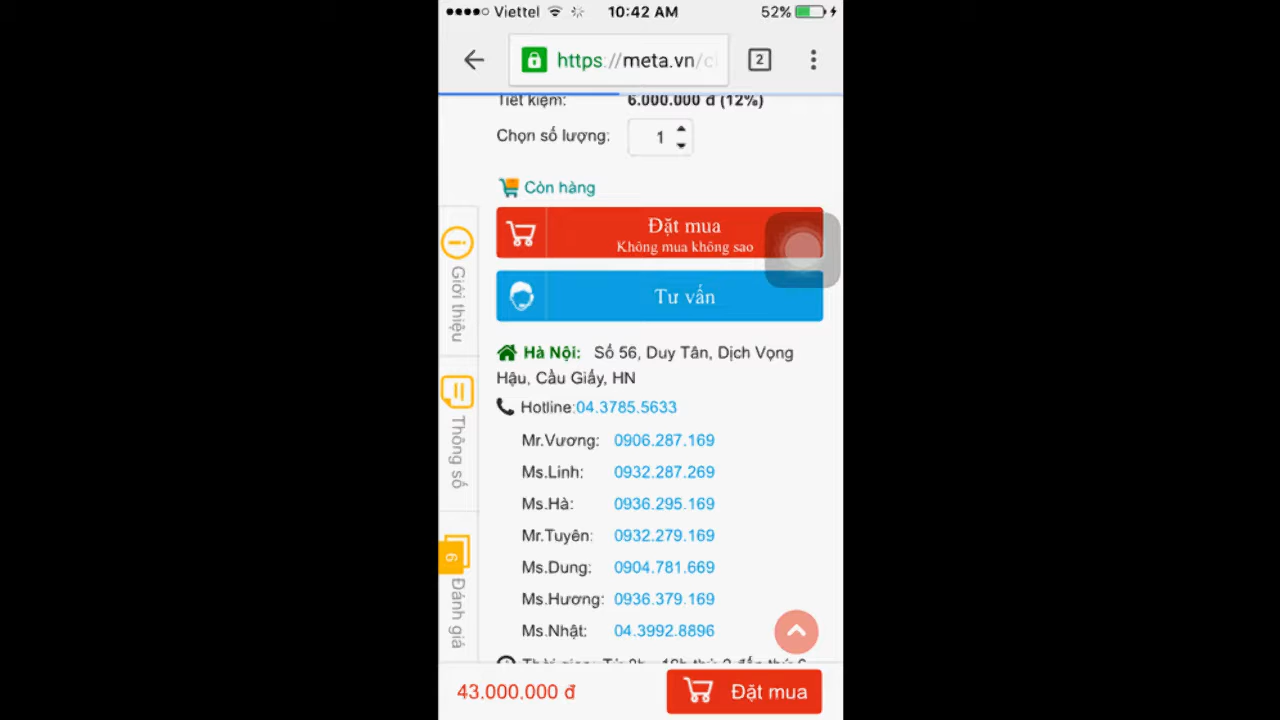 Viettel 10:42 AM 52%
https://meta.vn/cl 2
Tiết kiệm: 6.000.000 đ (12%)
Chọn số lượng: 1
Còn hàng
Đặt mua
Không mua không sao
Tư vấn
Giới thiệu
Thông số
6 Đánh giá
Hà Nội: Số 56, Duy Tân, Dịch Vọng
Hậu, Cầu Giấy, HN
Hotline:04.3785.5633
Mr.Vương: 0906.287.169
Ms.Linh: 0932.287.269
Ms.Hà: 0936.295.169
Mr.Tuyên: 0932.279.169
Ms.Dung: 0904.781.669
Ms.Hương: 0936.379.169
Ms.Nhật: 04.3992.8896
43.000.000 đ Đặt mua